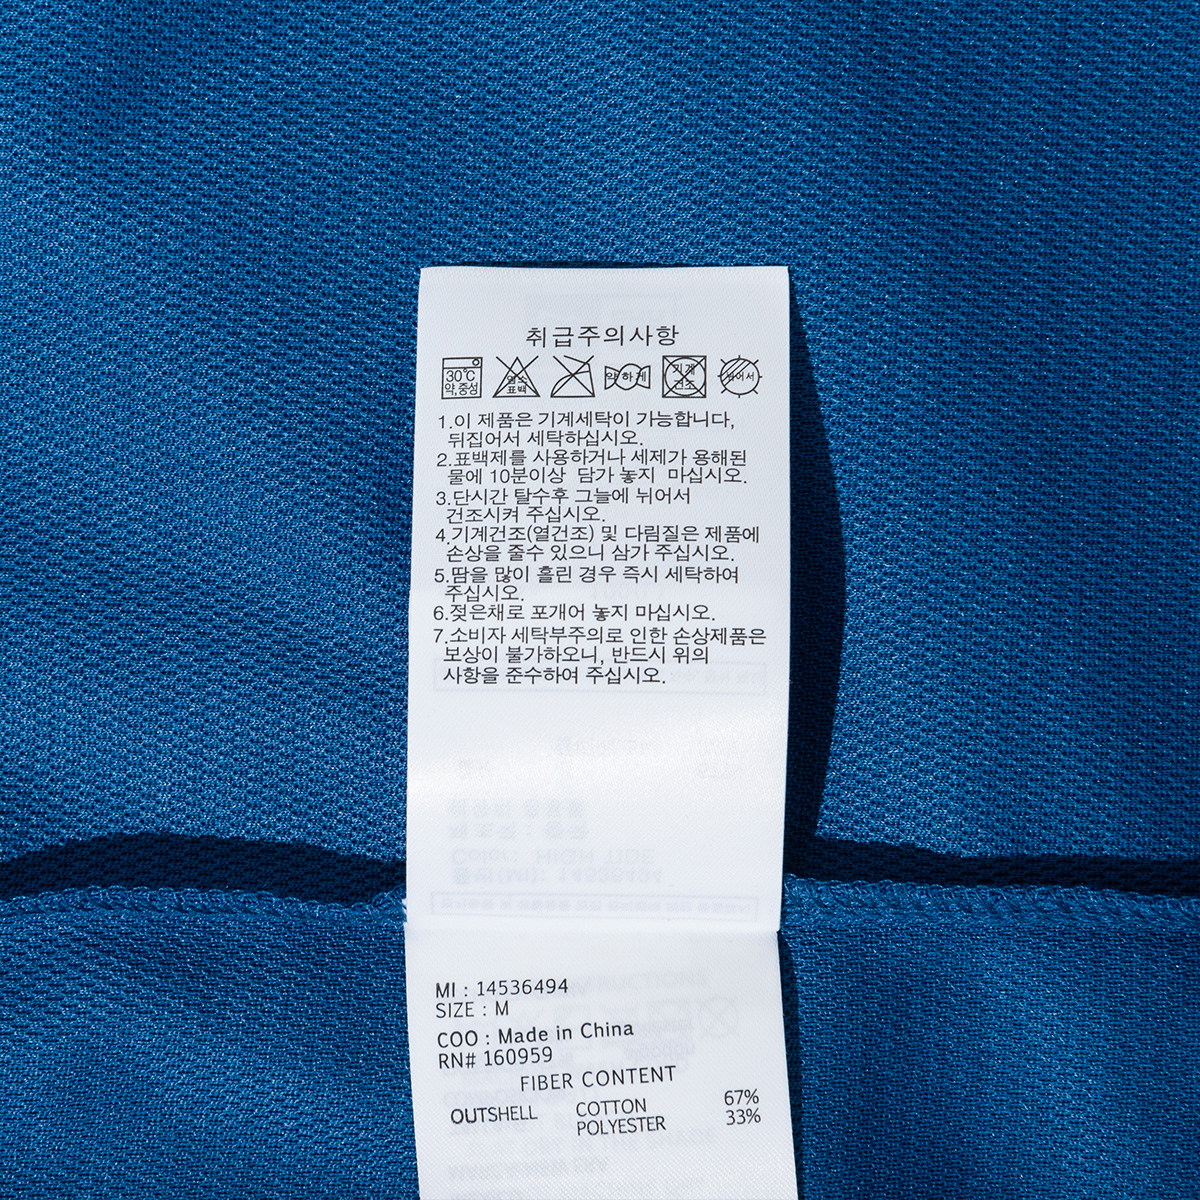 취급주의사항
30℃
약,중성
염소
표백
약하게
기계
건조
뉘어서
1.이 제품은 기계세탁이 가능합니다,
뒤집어서 세탁하십시오.
2.표백제를 사용하거나 세제가 용해된
물에 10분이상 담가 놓지 마십시오.
3.단시간 탈수후 그늘에 뉘어서
건조시켜 주십시오.
4.기계건조(열건조) 및 다림질은 제품에
손상을 줄수 있으니 삼가 주십시오.
5.땀을 많이 흘린 경우 즉시 세탁하여
주십시오.
6.젖은채로 포개어 놓지 마십시오.
7.소비자 세탁부주의로 인한 손상제품은
보상이 불가하오니, 반드시 위의
사항을 준수하여 주십시오.
MI : 14536494
SIZE : M
COO : Made in China
RN# 160959
FIBER CONTENT
OUTSHELL COTTON 67%
POLYESTER 33%